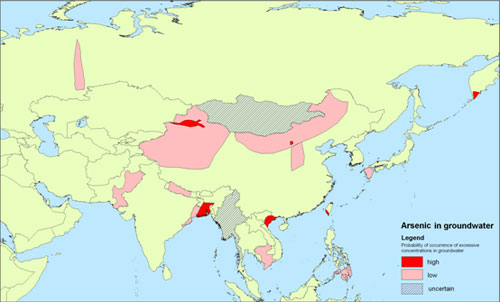 Arsenic in groundwater
Legend
Probability of occurrence of excessive
concentrations in groundwater
high
low
uncertain